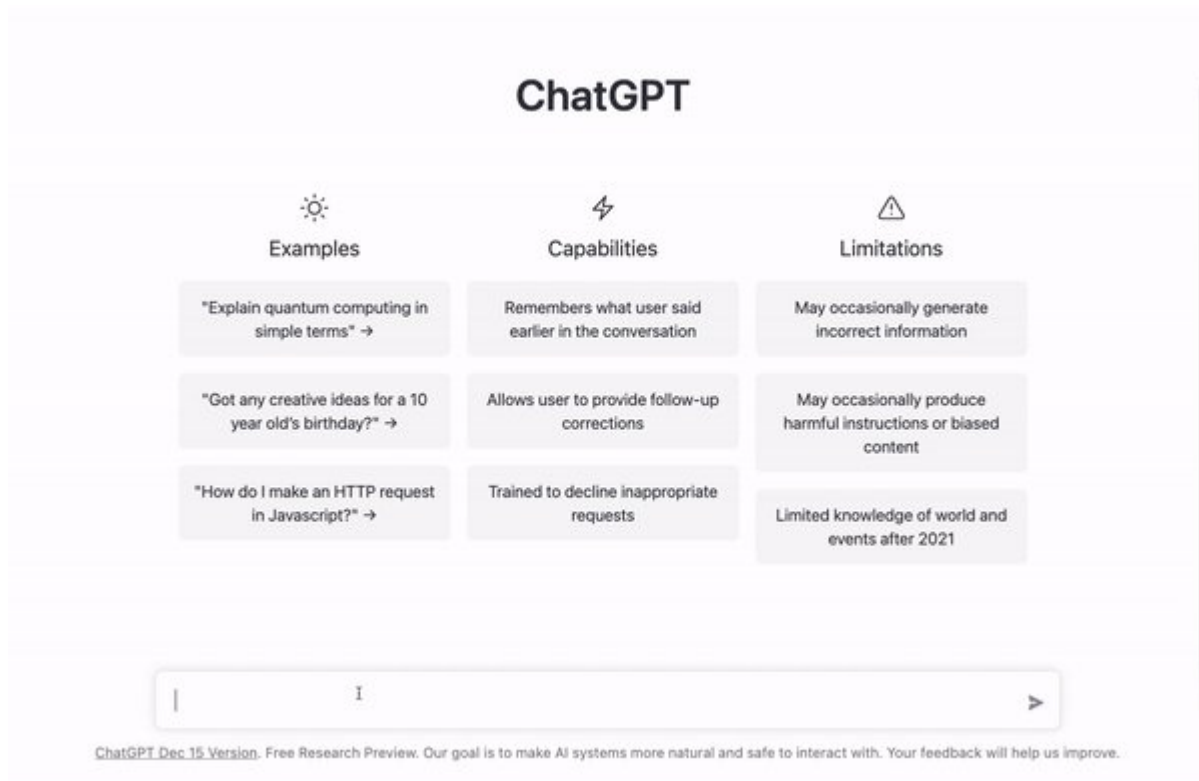 ChatGPT
Examples
"Explain quantum computing in
simple terms" →
"Got any creative ideas for a 10
year old's birthday?" →
"How do I make an HTTP request
in Javascript?" →
Capabilities
Remembers what user said
earlier in the conversation
Allows user to provide follow-up
corrections
Trained to decline inappropriate
requests
Limitations
May occasionally generate
incorrect information
May occasionally produce
harmful instructions or biased
content
Limited knowledge of world and
events after 2021
ChatGPT Dec 15 Version. Free Research Preview. Our goal is to make AI systems more natural and safe to interact with. Your feedback will help us improve.